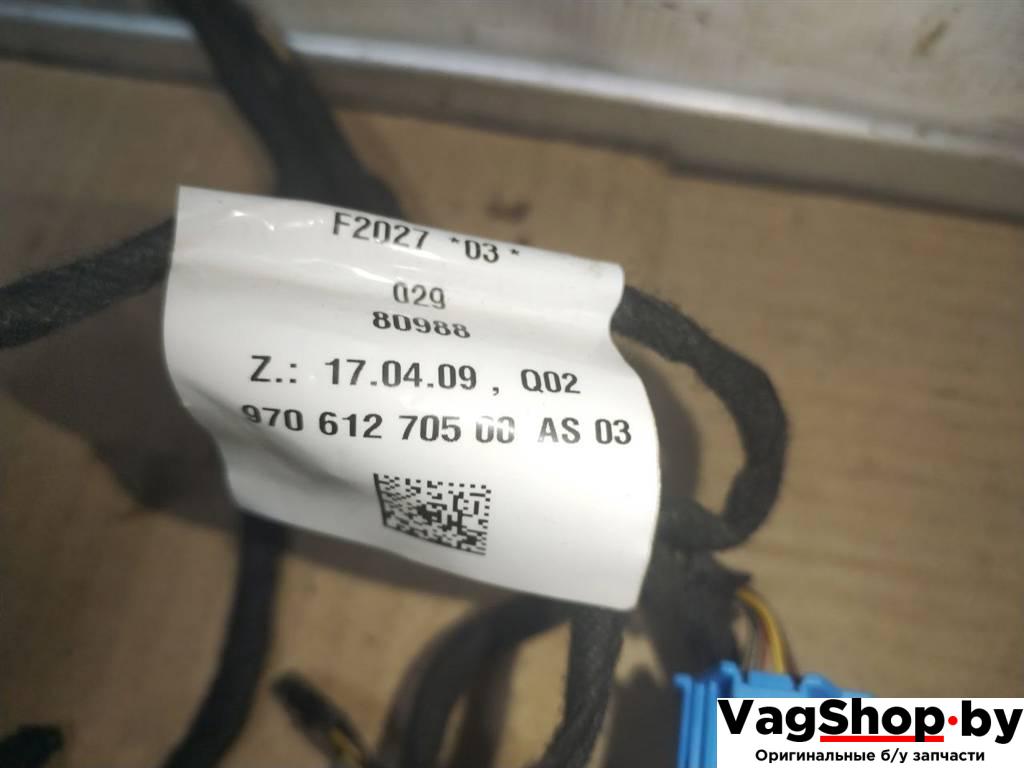 F2027 *03*
029
80988
Z.: 17.04.09 , Q02
970 612 705 00 AS 03
VagShop.by
Оригинальные б/у запчасти